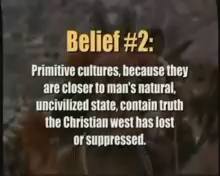 Belief #2:
Primitive cultures, because they
are closer to man's natural,
uncivilized state, contain truth
the Christian west has lost
or suppressed.